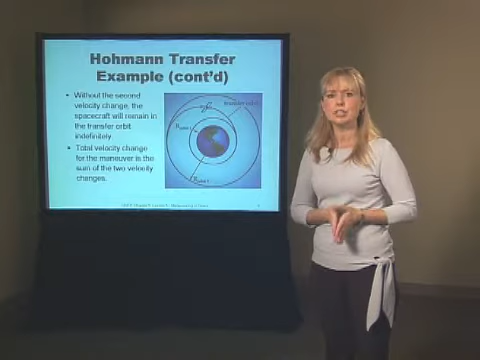 Hohmann Transfer
Example (cont'd)
• Without the second
velocity change, the
spacecraft will remain in
the transfer orbit
indefinitely.
• Total velocity change
for the maneuver is the
sum of the two velocity
changes.